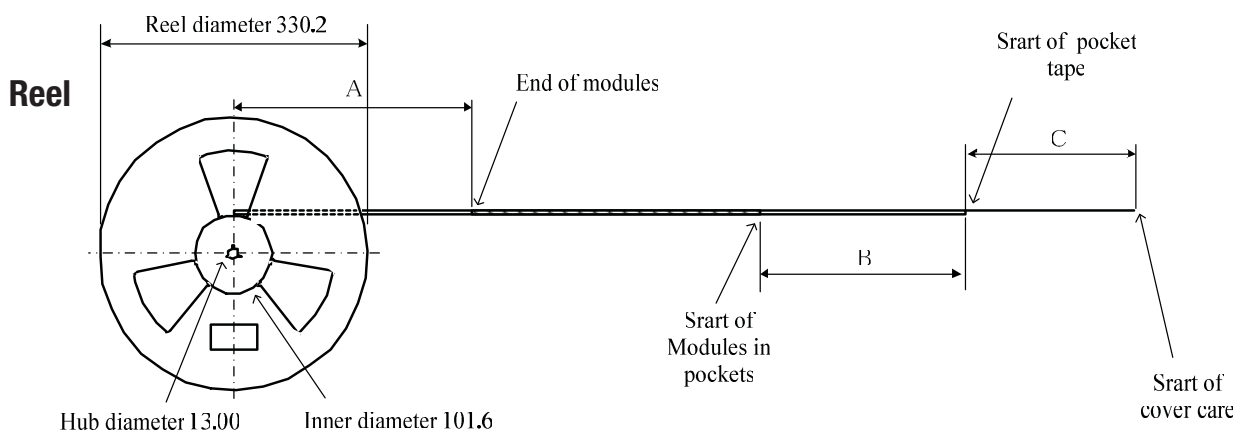 Reel diameter 330.2
Reel
A
End of modules
Srart of pocket
tape
C
B
Srart of
Modules in
pockets
Srart of
cover care
Hub diameter 13.00
Inner diameter 101.6